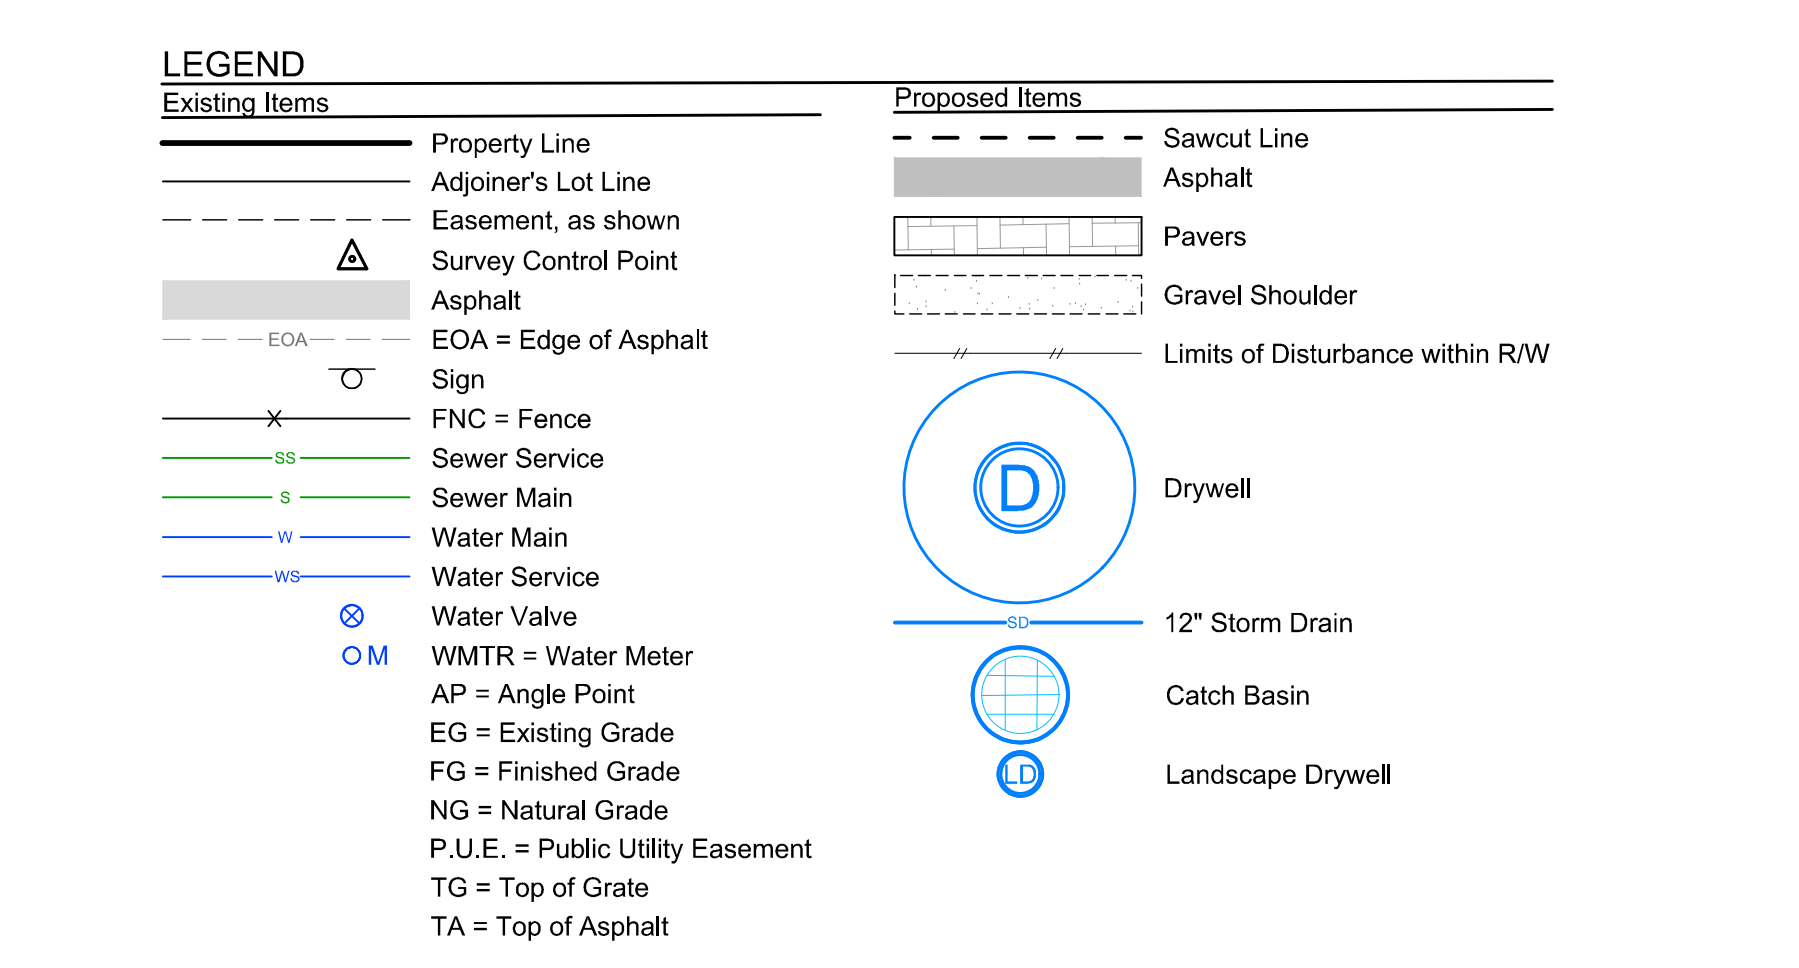 LEGEND
Existing Items
Property Line
Adjoiner's Lot Line
Easement, as shown
Survey Control Point
Asphalt
EOA EOA = Edge of Asphalt
Sign
X FNC = Fence
SS Sewer Service
S Sewer Main
W Water Main
WS Water Service
Water Valve
M WMTR = Water Meter
AP = Angle Point
EG = Existing Grade
FG = Finished Grade
NG = Natural Grade
P.U.E. = Public Utility Easement
TG = Top of Grate
TA = Top of Asphalt
Proposed Items
Sawcut Line
Asphalt
Pavers
Gravel Shoulder
Limits of Disturbance within R/W
D Drywell
SD 12" Storm Drain
Catch Basin
LD Landscape Drywell